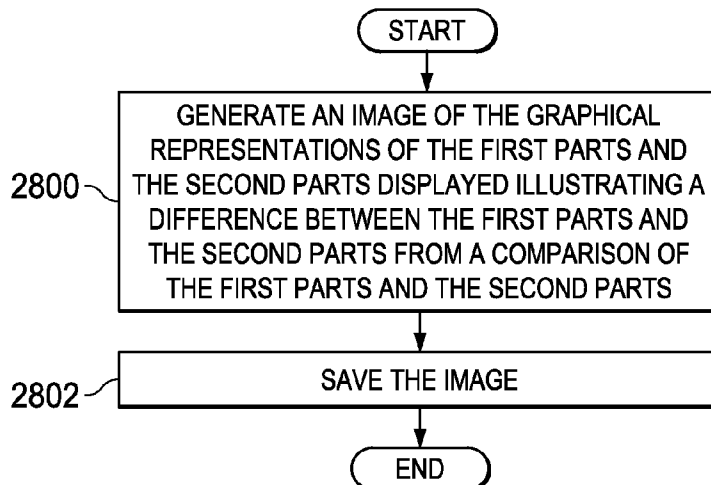 START
GENERATE AN IMAGE OF THE GRAPHICAL
REPRESENTATIONS OF THE FIRST PARTS AND
THE SECOND PARTS DISPLAYED ILLUSTRATING A
DIFFERENCE BETWEEN THE FIRST PARTS AND
THE SECOND PARTS FROM A COMPARISON OF
THE FIRST PARTS AND THE SECOND PARTS
2800
SAVE THE IMAGE
2802
END